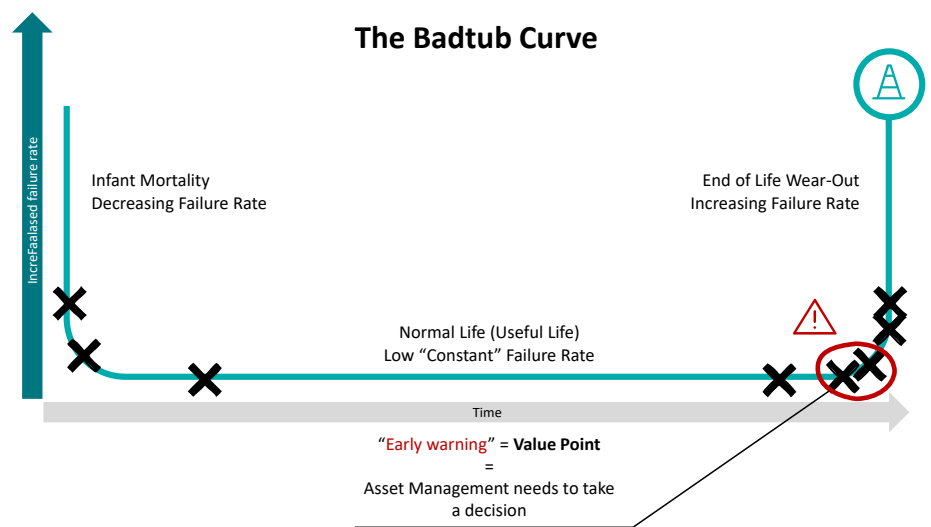 The Badtub Curve
IncreFaalased failure rate
Infant Mortality
Decreasing Failure Rate
End of Life Wear-Out
Increasing Failure Rate
Normal Life (Useful Life)
Low “Constant” Failure Rate
Time
“Early warning” = Value Point
=
Asset Management needs to take
a decision